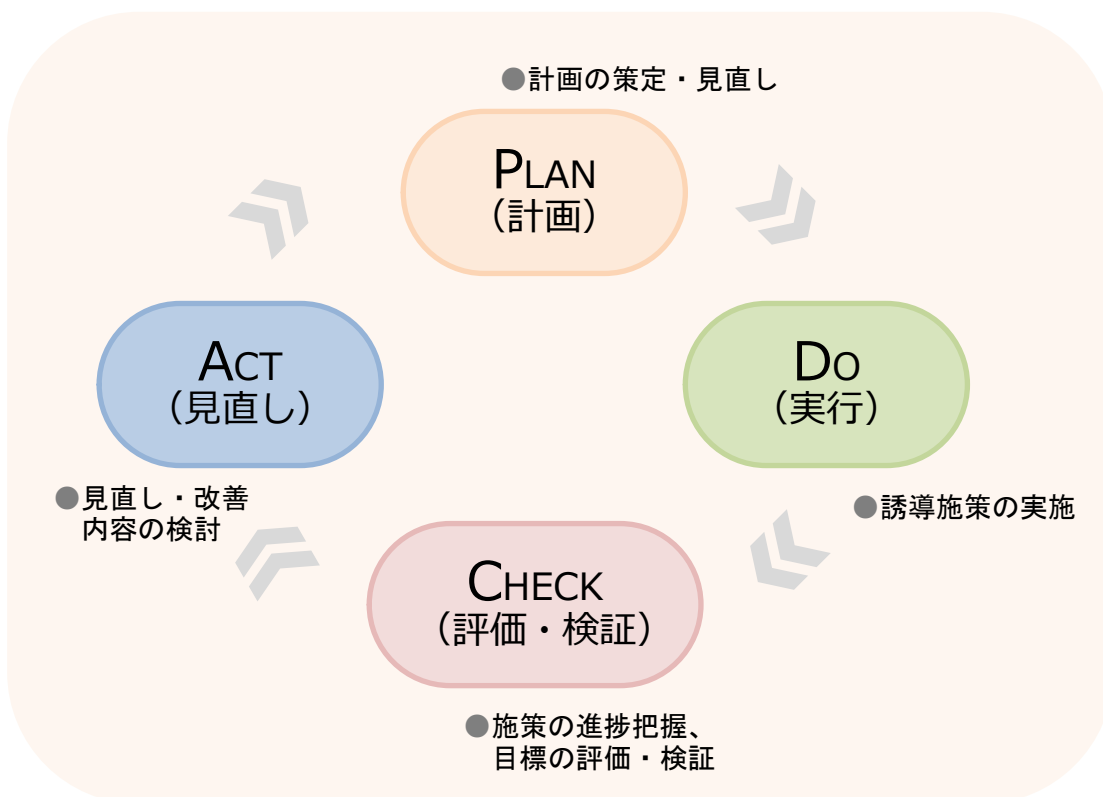 ●計画の策定・見直し
PLAN
（計画）
ACT
（見直し）
DO
（実行）
●見直し・改善
内容の検討
●誘導施策の実施
CHECK
（評価・検証）
●施策の進捗把握、
目標の評価・検証